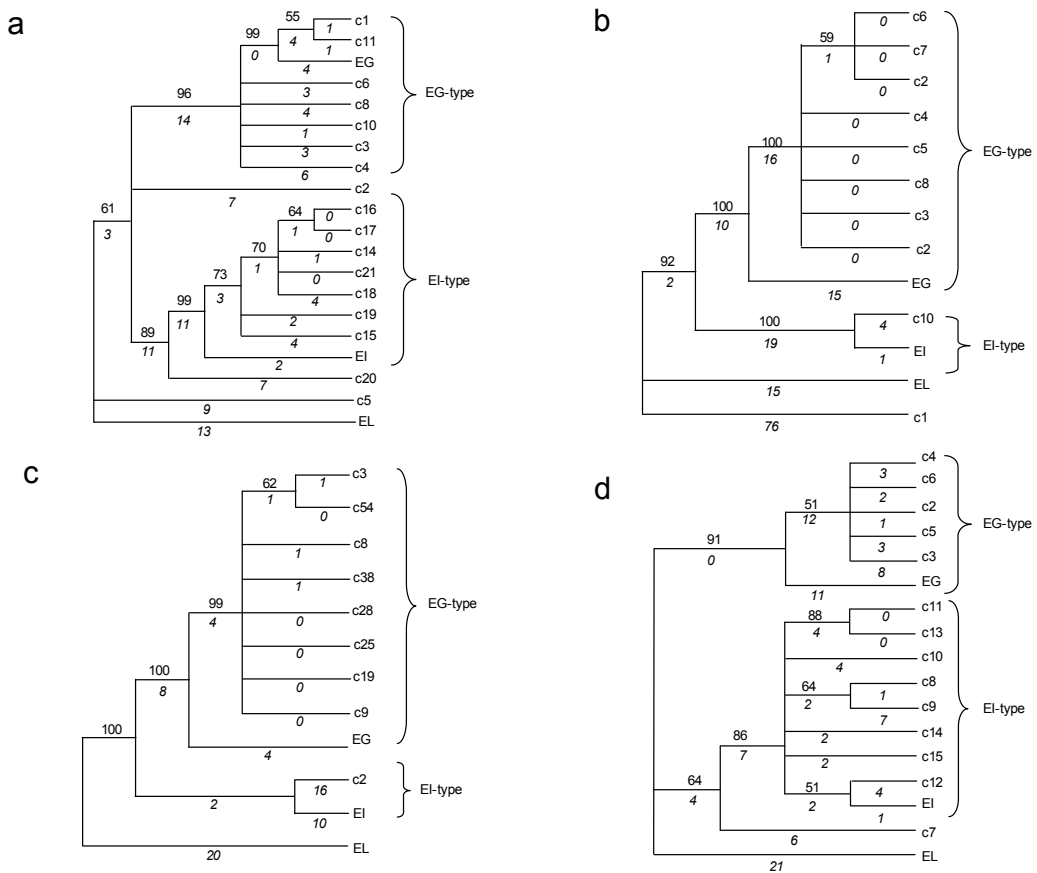 a
55
c1
1
99
4
c11
1
0
EG
4
c6
3
96
c8
4
14
c10
1
c3
3
EG-type
c4
6
c2
7
61
3
64
c16
0
1
c17
0
70
c14
1
1
c21
0
73
c18
4
3
c19
2
99
c15
4
11
EI
2
EI-type
89
11
c20
7
c5
9
EL
13
b
c6
0
59
c7
1
0
c2
0
c4
0
100
c5
16
0
c8
0
100
c3
10
0
c2
0
EG
15
EG-type
92
2
100
c10
4
19
EI
1
EI-type
EL
15
c1
76
c
62
c3
1
1
c54
0
c8
1
c38
1
99
c28
4
0
c25
0
100
c19
8
0
c9
0
EG
4
EG-type
100
c2
16
2
EI
10
EI-type
EL
20
d
c4
3
c6
51
2
c2
12
1
c5
91
3
c3
0
8
EG
11
EG-type
88
c11
0
4
c13
0
c10
4
64
c8
1
2
c9
7
86
c14
2
7
c15
2
64
51
c12
4
4
2
EI
1
EI-type
c7
6
EL
21